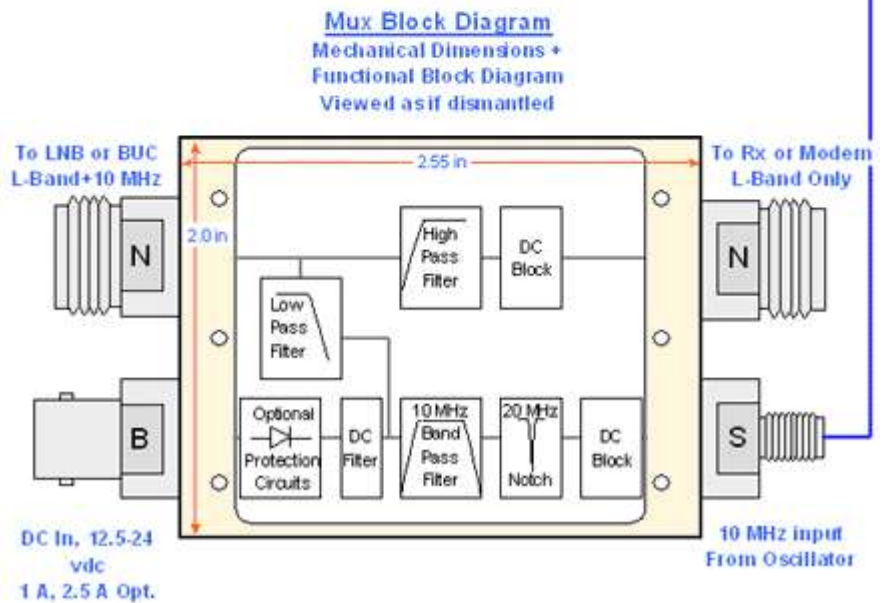 Mux Block Diagram
Mechanical Dimensions +
Functional Block Diagram
Viewed as if dismantled
To LNB or BUC
L-Band+10 MHz
To Rx or Modem
L-Band Only
2.55 in
2.0 in
N
High
Pass
Filter
DC
Block
N
Low
Pass
Filter
B
Optional
Protection
Circuits
DC
Filter
10 MHz
Band
Pass
Filter
20 MHz
Notch
DC
Block
S
DC In, 12.5-24
vdc
1 A, 2.5 A Opt.
10 MHz input
From Oscillator